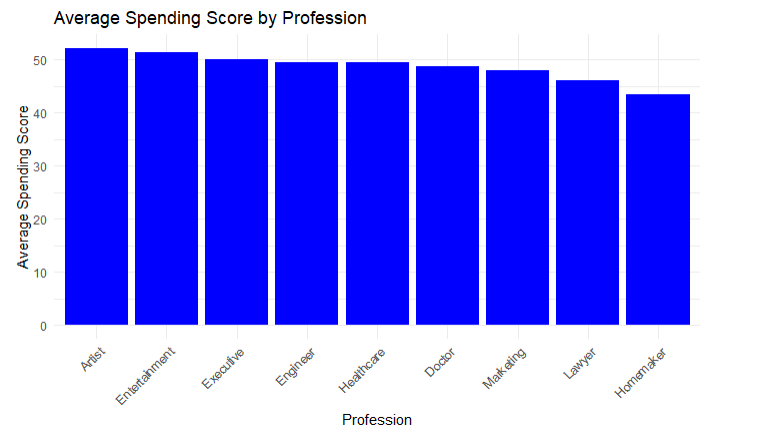 Average Spending Score by Profession
Average Spending Score
50
40
30
20
10
0
Artist
Entertainment
Executive
Engineer
Healthcare
Doctor
Marketing
Lawyer
Homemaker
Profession